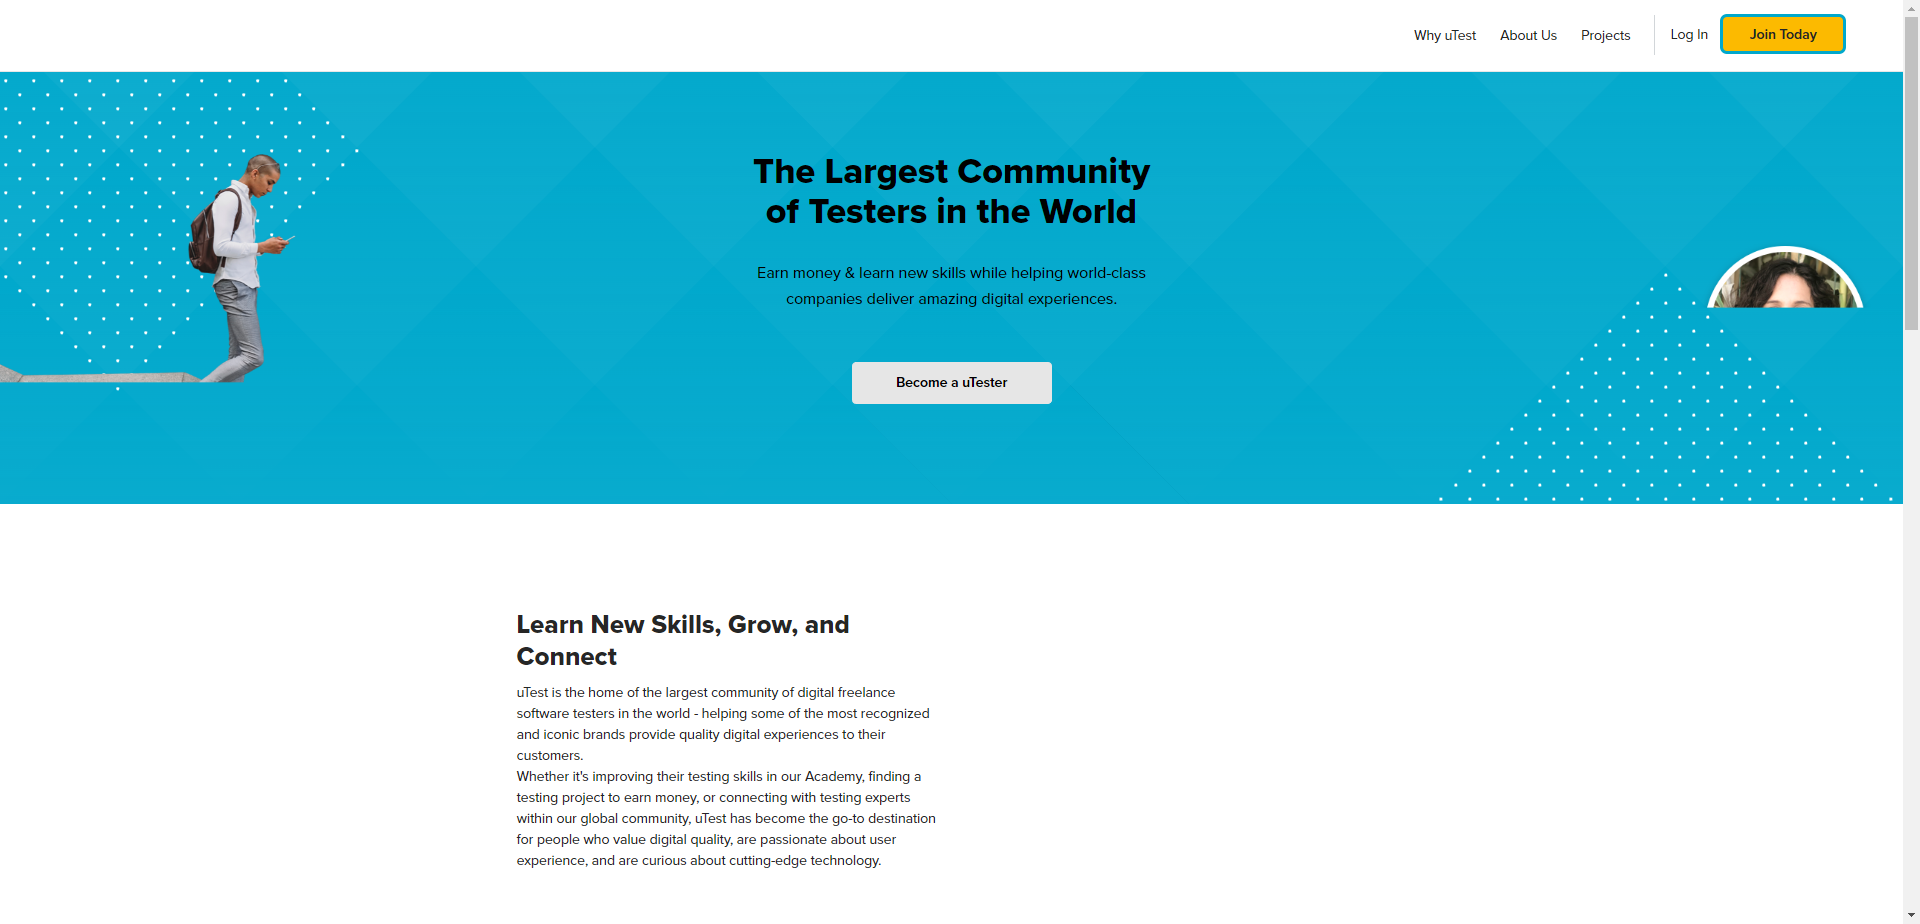 Why uTest About Us Projects Log In Join Today
The Largest Community
of Testers in the World
Earn money & learn new skills while helping world-class
companies deliver amazing digital experiences.
Become a uTester
Learn New Skills, Grow, and
Connect
uTest is the home of the largest community of digital freelance
software testers in the world - helping some of the most recognized
and iconic brands provide quality digital experiences to their
customers.
Whether it's improving their testing skills in our Academy, finding a
testing project to earn money, or connecting with testing experts
within our global community, uTest has become the go-to destination
for people who value digital quality, are passionate about user
experience, and are curious about cutting-edge technology.